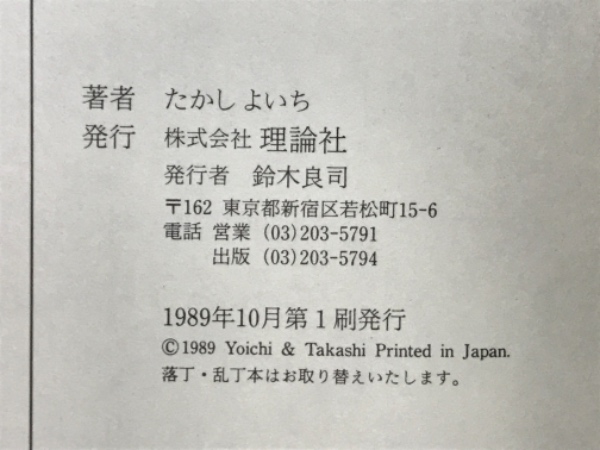 著者 たかし よいち
発行 株式会社 理論社
発行者 鈴木良司
〒162 東京都新宿区若松町15-6
電話 営業 (03)203-5791
出版 (03)203-5794
1989年10月第1刷発行
©1989 Yoichi & Takashi Printed in Japan.
落丁・乱丁本はお取り替えいたします。